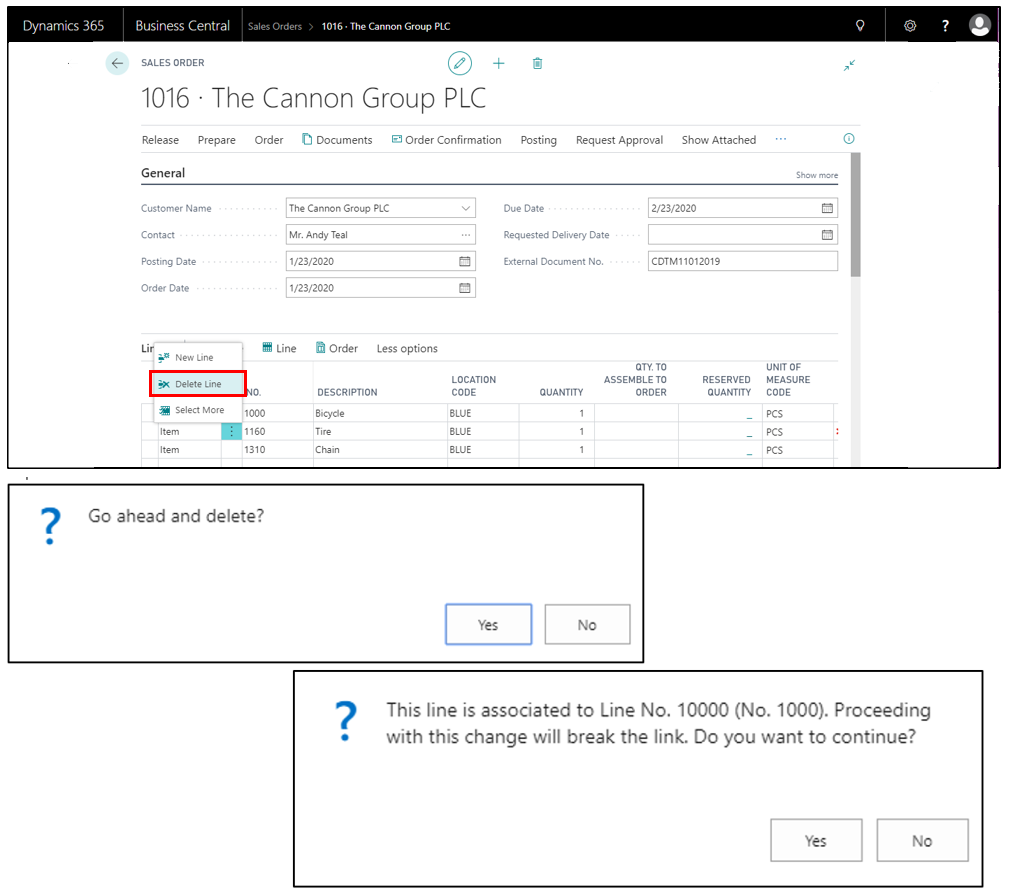 Dynamics 365 Business Central Sales Orders > 1016 · The Cannon Group PLC ?
SALES ORDER
1016 · The Cannon Group PLC
Release Prepare Order Documents Order Confirmation Posting Request Approval Show Attached ...
General Show more
Customer Name The Cannon Group PLC Due Date 2/23/2020
Contact Mr. Andy Teal ... Requested Delivery Date
Posting Date 1/23/2020 External Document No. CDTM11012019
Order Date 1/23/2020
Lin Line Order Less options
New Line
Delete Line
Select More
NO. DESCRIPTION LOCATION CODE QUANTITY QTY. TO ASSEMBLE TO ORDER RESERVED QUANTITY UNIT OF MEASURE CODE
1000 Bicycle BLUE 1 _ PCS
Item 1160 Tire BLUE 1 _ PCS
Item 1310 Chain BLUE 1 _ PCS
? Go ahead and delete?
Yes No
? This line is associated to Line No. 10000 (No. 1000). Proceeding
with this change will break the link. Do you want to continue?
Yes No